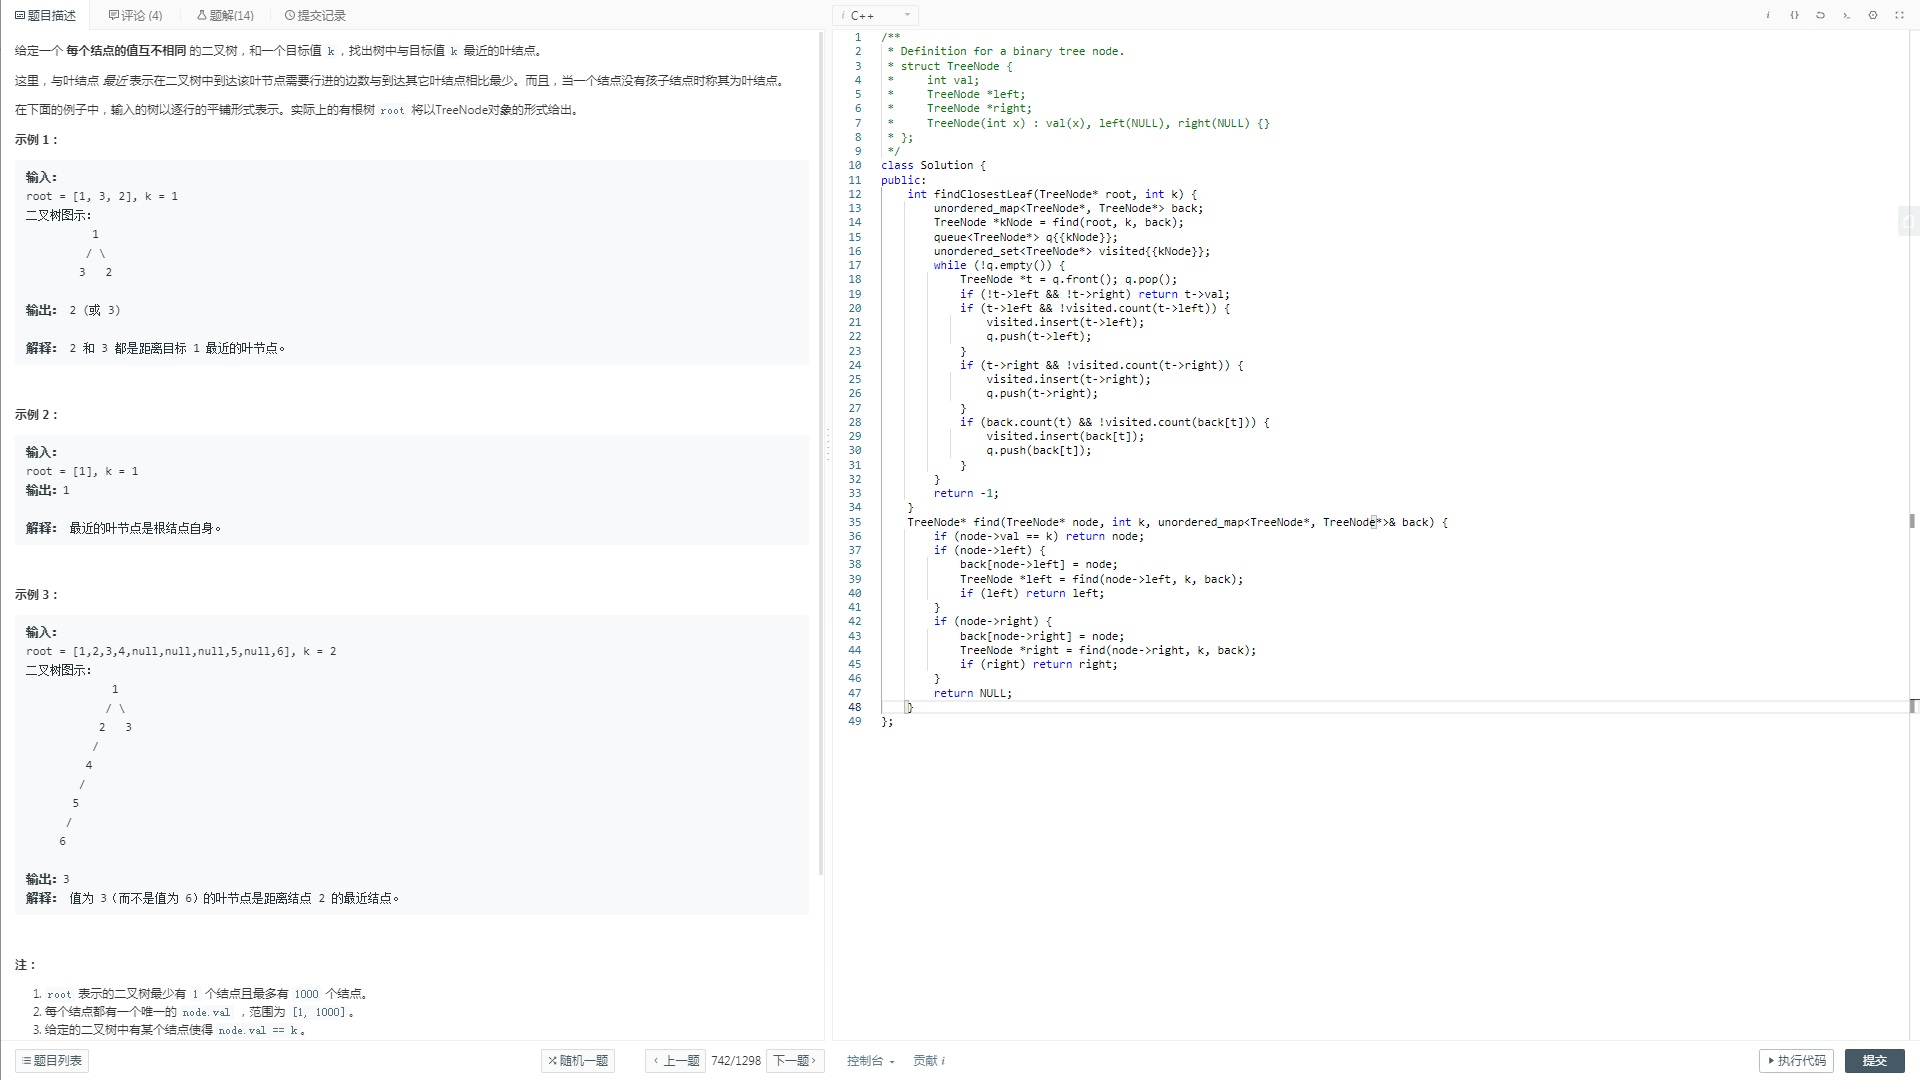 题目描述 评论 (4) 题解(14) 提交记录
给定一个 每个结点的值互不相同 的二叉树，和一个目标值 k ，找出树中与目标值 k 最近的叶结点。
这里，与叶结点 最近 表示在二叉树中到达该叶节点需要行进的边数与到达其它叶结点相比最少。而且，当一个结点没有孩子结点时称其为叶结点。
在下面的例子中，输入的树以逐行的平铺形式表示。实际上的有根树 root 将以TreeNode对象的形式给出。
示例 1：
输入：
root = [1, 3, 2], k = 1
二叉树图示：
1
/ \
3 2
输出： 2 (或 3)
解释： 2 和 3 都是距离目标 1 最近的叶节点。
示例 2：
输入：
root = [1], k = 1
输出：1
解释： 最近的叶节点是根结点自身。
示例 3：
输入：
root = [1,2,3,4,null,null,null,5,null,6], k = 2
二叉树图示：
1
/ \
2 3
/
4
/
5
/
6
输出：3
解释： 值为 3（而不是值为 6）的叶节点是距离结点 2 的最近结点。
注：
1. root 表示的二叉树最少有 1 个结点且最多有 1000 个结点。
2. 每个结点都有一个唯一的 node.val ，范围为 [1, 1000]。
3. 给定的二叉树中有某个结点使得 node.val == k。
题目列表 随机一题 ‹ 上一题 742/1298 下一题 ›
i C++
i {} >_
1 /**
2 * Definition for a binary tree node.
3 * struct TreeNode {
4 *     int val;
5 *     TreeNode *left;
6 *     TreeNode *right;
7 *     TreeNode(int x) : val(x), left(NULL), right(NULL) {}
8 * };
9 */
10 class Solution {
11 public:
12     int findClosestLeaf(TreeNode* root, int k) {
13         unordered_map<TreeNode*, TreeNode*> back;
14         TreeNode *kNode = find(root, k, back);
15         queue<TreeNode*> q{{kNode}};
16         unordered_set<TreeNode*> visited{{kNode}};
17         while (!q.empty()) {
18             TreeNode *t = q.front(); q.pop();
19             if (!t->left && !t->right) return t->val;
20             if (t->left && !visited.count(t->left)) {
21                 visited.insert(t->left);
22                 q.push(t->left);
23             }
24             if (t->right && !visited.count(t->right)) {
25                 visited.insert(t->right);
26                 q.push(t->right);
27             }
28             if (back.count(t) && !visited.count(back[t])) {
29                 visited.insert(back[t]);
30                 q.push(back[t]);
31             }
32         }
33         return -1;
34     }
35     TreeNode* find(TreeNode* node, int k, unordered_map<TreeNode*, TreeNode*>& back) {
36         if (node->val == k) return node;
37         if (node->left) {
38             back[node->left] = node;
39             TreeNode *left = find(node->left, k, back);
40             if (left) return left;
41         }
42         if (node->right) {
43             back[node->right] = node;
44             TreeNode *right = find(node->right, k, back);
45             if (right) return right;
46         }
47         return NULL;
48     }
49 };
控制台 贡献 i 执行代码 提交